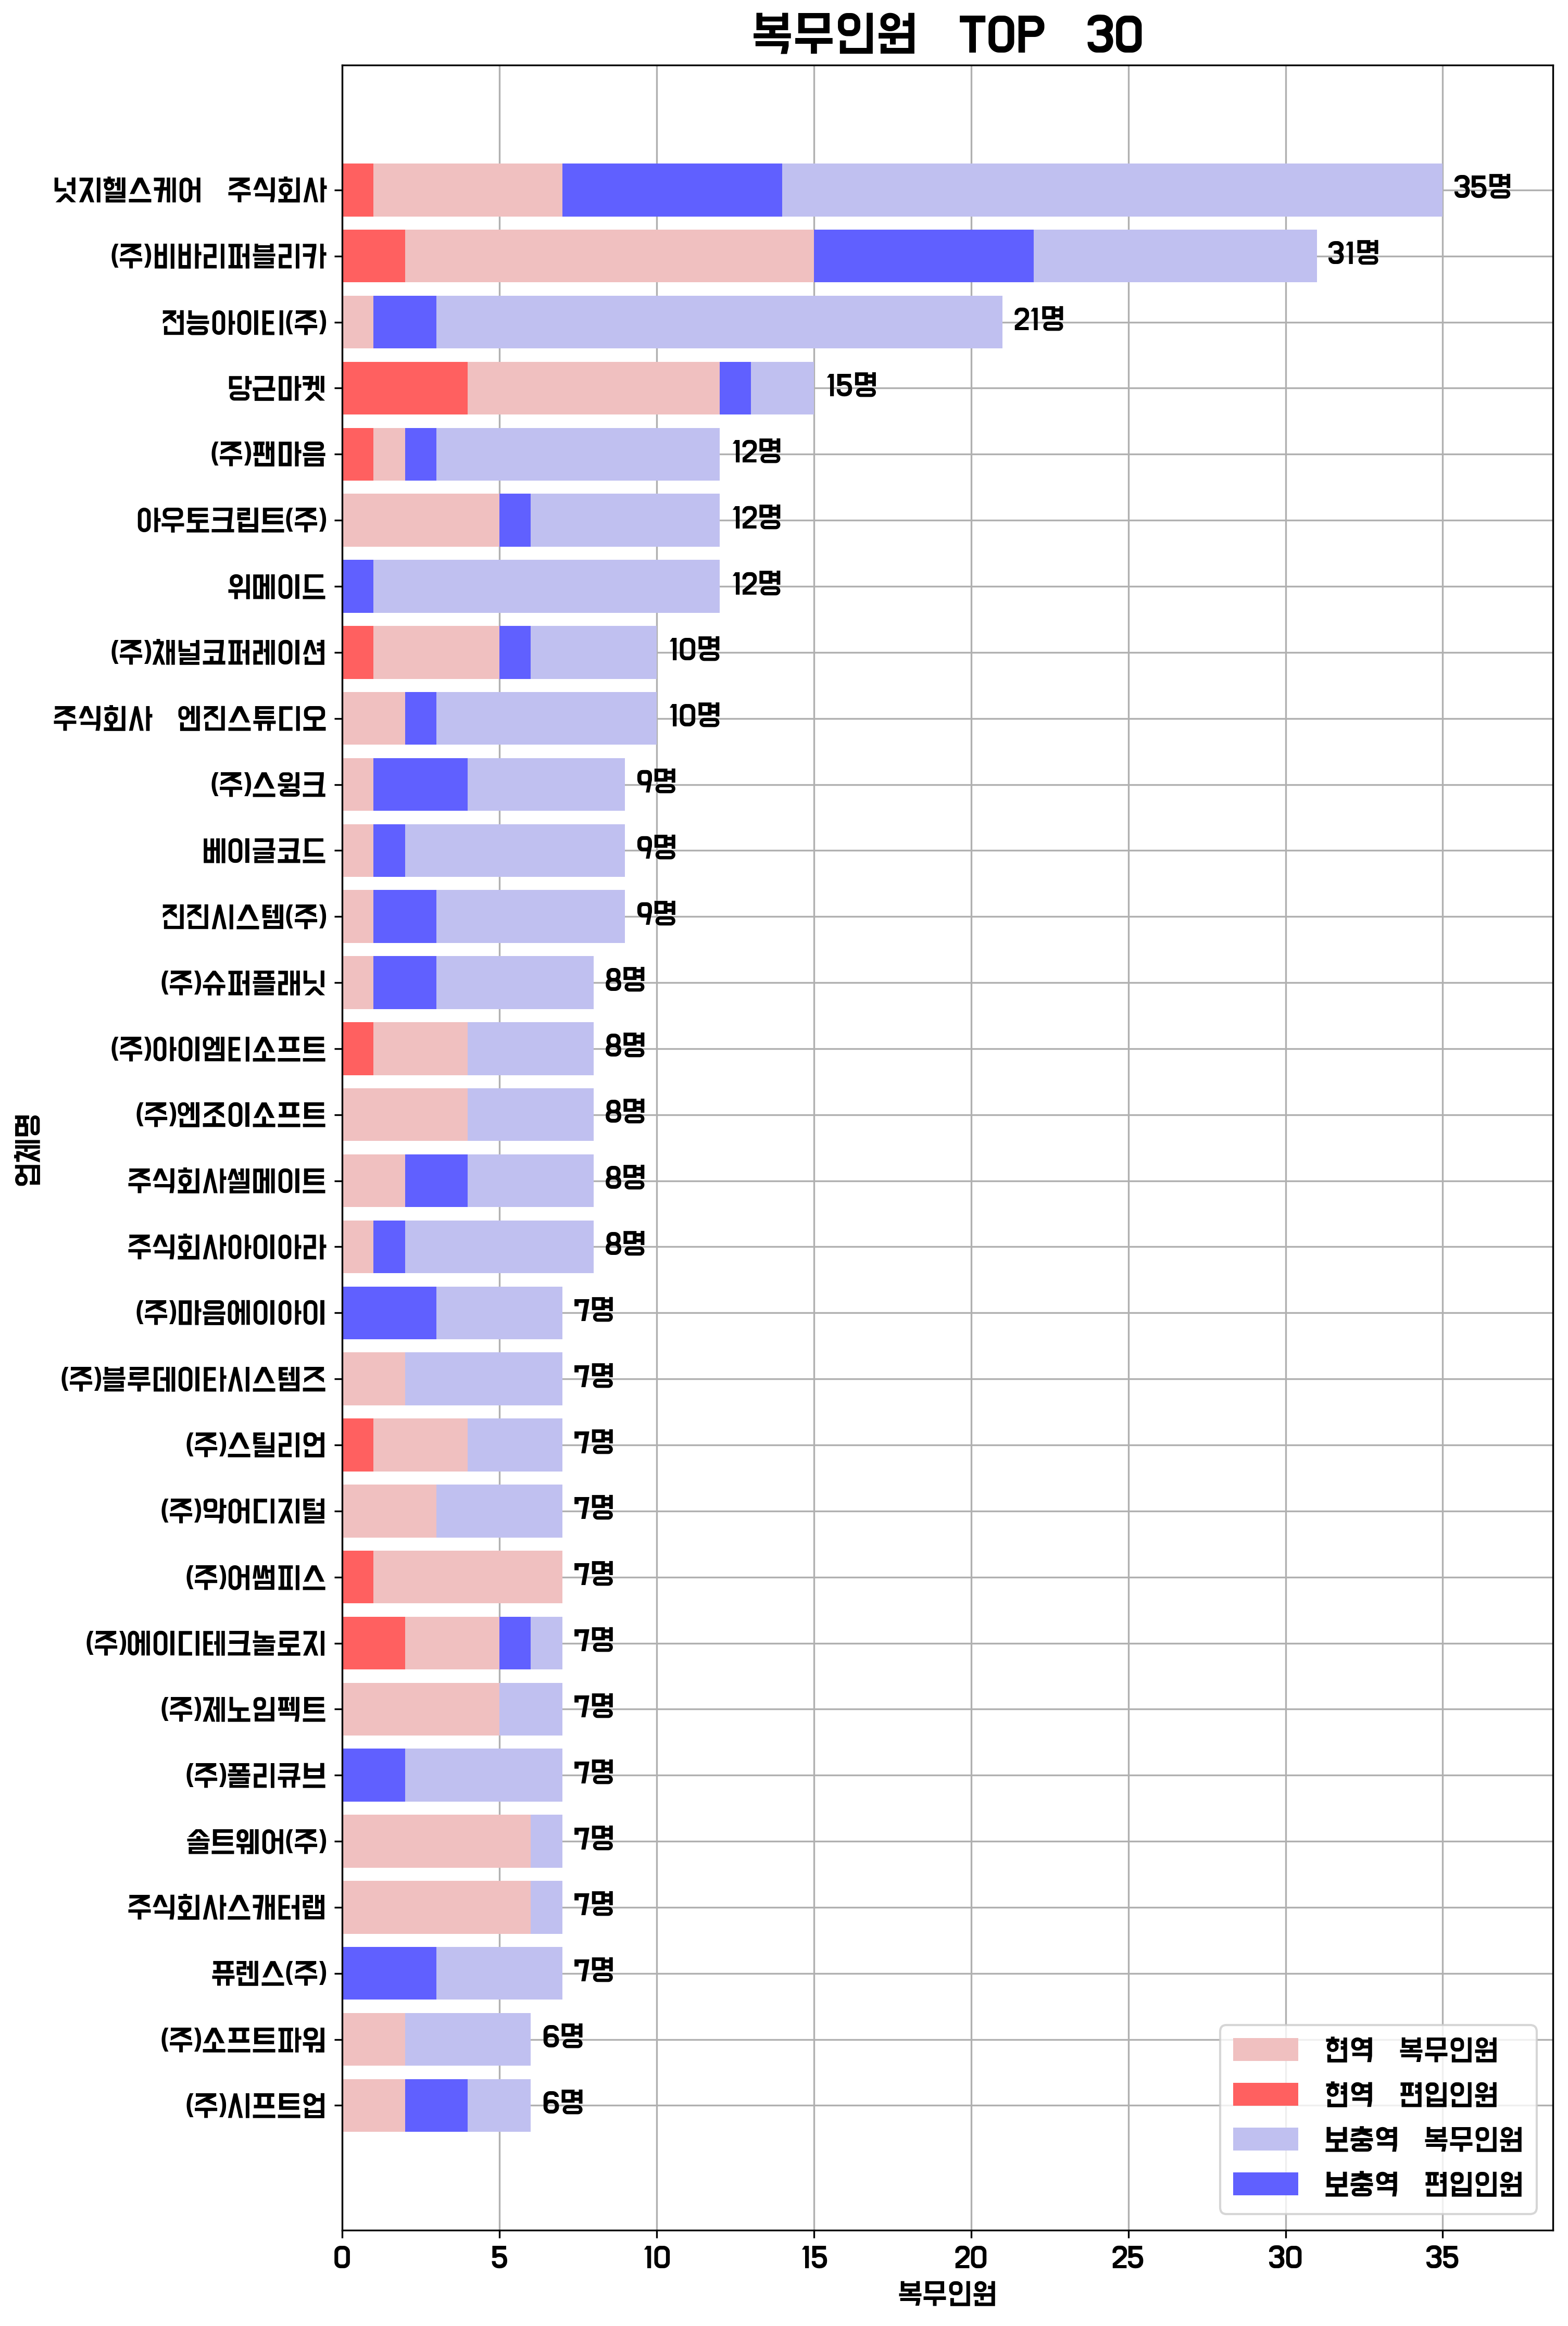 복무인원 TOP 30
넛지헬스케어 주식회사 35명
(주)비바리퍼블리카 31명
전능아이티(주) 21명
당근마켓 15명
(주)팬마음 12명
아우토크립트(주) 12명
위메이드 12명
(주)채널코퍼레이션 10명
주식회사 엔진스튜디오 10명
(주)스윙크 9명
베이글코드 9명
진진시스템(주) 9명
(주)슈퍼플래닛 8명
(주)아이엠티소프트 8명
(주)엔조이소프트 8명
주식회사셀메이트 8명
주식회사아이아라 8명
(주)마음에이아이 7명
(주)블루데이타시스템즈 7명
(주)스틸리언 7명
(주)악어디지털 7명
(주)어썸피스 7명
(주)에이디테크놀로지 7명
(주)제노임펙트 7명
(주)폴리큐브 7명
솔트웨어(주) 7명
주식회사스캐터랩 7명
퓨렌스(주) 7명
(주)소프트파워 6명
(주)시프트업 6명
업체명
현역 복무인원
현역 편입인원
보충역 복무인원
보충역 편입인원
0 5 10 15 20 25 30 35
복무인원